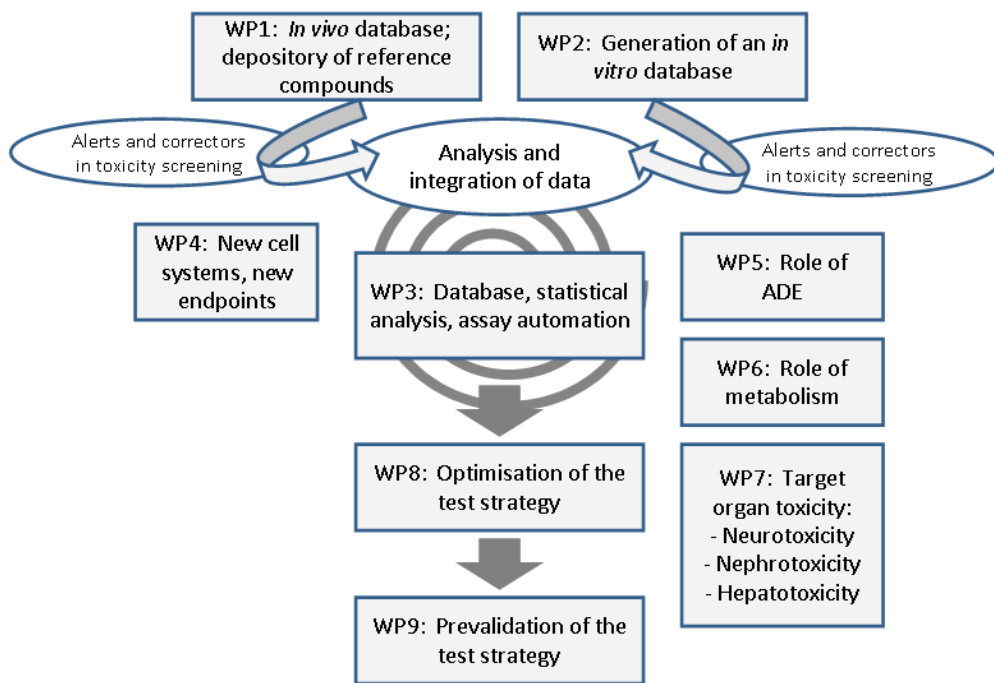 WP1: In vivo database;
depository of reference
compounds
WP2: Generation of an in
vitro database
Alerts and correctors
in toxicity screening
Analysis and
integration of data
Alerts and correctors
in toxicity screening
WP4: New cell
systems, new
endpoints
WP3: Database, statistical
analysis, assay automation
WP5: Role of
ADE
WP6: Role of
metabolism
WP8: Optimisation of the
test strategy
WP7: Target
organ toxicity:
- Neurotoxicity
- Nephrotoxicity
- Hepatotoxicity
WP9: Prevalidation of the
test strategy